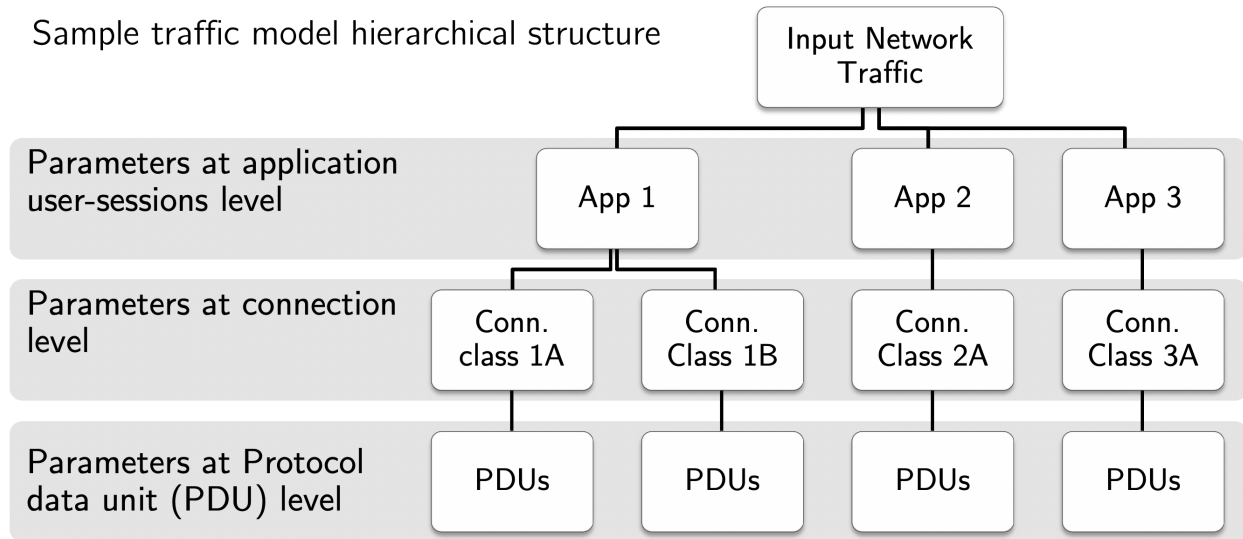 Sample traffic model hierarchical structure
Input Network
Traffic
Parameters at application
user-sessions level
App 1
App 2
App 3
Parameters at connection
level
Conn.
class 1A
Conn.
Class 1B
Conn.
Class 2A
Conn.
Class 3A
Parameters at Protocol
data unit (PDU) level
PDUs
PDUs
PDUs
PDUs